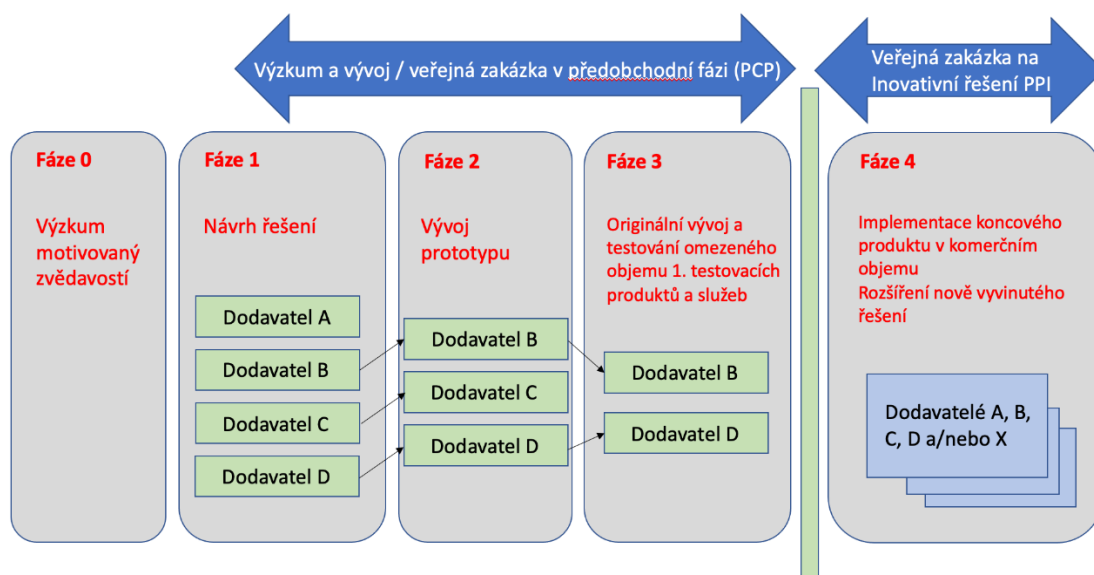 Výzkum a vývoj / veřejná zakázka v předobchodní fázi (PCP)
Veřejná zakázka na
Inovativní řešení PPI
Fáze 0
Výzkum
motivovaný
zvědavostí
Fáze 1
Návrh řešení
Dodavatel A
Dodavatel B
Dodavatel C
Dodavatel D
Fáze 2
Vývoj
prototypu
Dodavatel B
Dodavatel C
Dodavatel D
Fáze 3
Originální vývoj a
testování omezeného
objemu 1. testovacích
produktů a služeb
Dodavatel B
Dodavatel D
Fáze 4
Implementace koncového
produktu v komerčním
objemu
Rozšíření nově vyvinutého
řešení
Dodavatelé A, B,
C, D a/nebo X